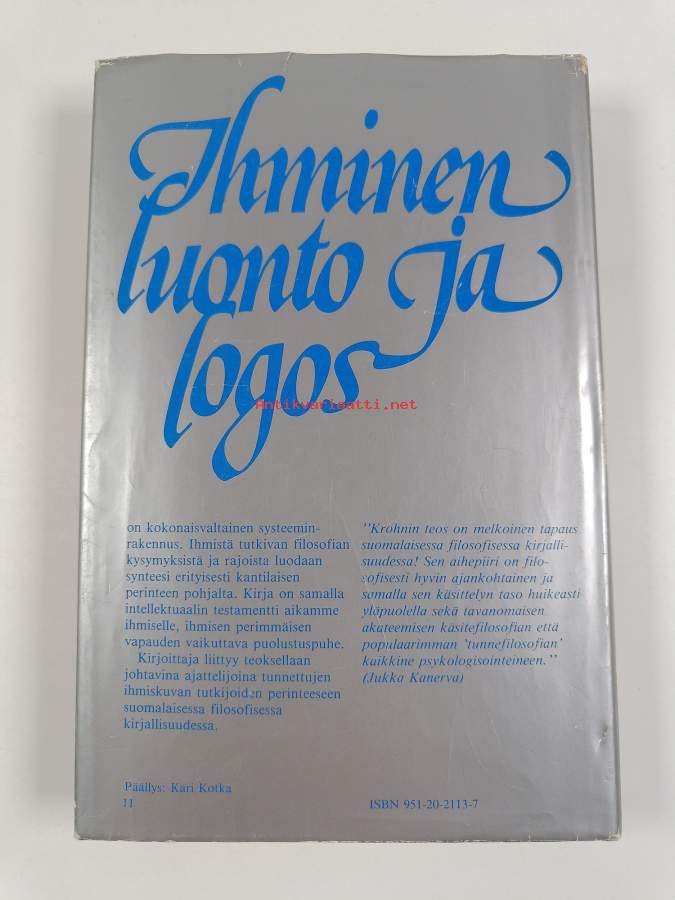 Ihminen
luonto ja
logos
Antikvariaatti.net
on kokonaisvaltainen systeemin-
rakennus. Ihmistä tutkivan filosofian
kysymyksistä ja rajoista luodaan
synteesi erityisesti kantilaisen
perinteen pohjalta. Kirja on samalla
intellektuaalin testamentti aikamme
ihmiselle, ihmisen perimmäisen
vapauden vaikuttava puolustuspuhe.
Kirjoittaja liittyy teoksellaan
johtavina ajattelijoina tunnettujen
ihmiskuvan tutkijoiden perinteeseen
suomalaisessa filosofisessa
kirjallisuudessa.
"Krohnin teos on melkoinen tapaus
suomalaisessa filosofisessa kirjalli-
suudessa! Sen aihepiiri on filo-
sofisesti hyvin ajankohtainen ja
samalla sen käsittelyn taso huikeasti
yläpuolella sekä tavanomaisen
akateemisen käsitefilosofian että
populaarimman 'tunnefilosofian'
kaikkine psykologisointeineen."
(Jukka Kanerva)
Päällys: Kari Kotka
11
ISBN 951-20-2113-7